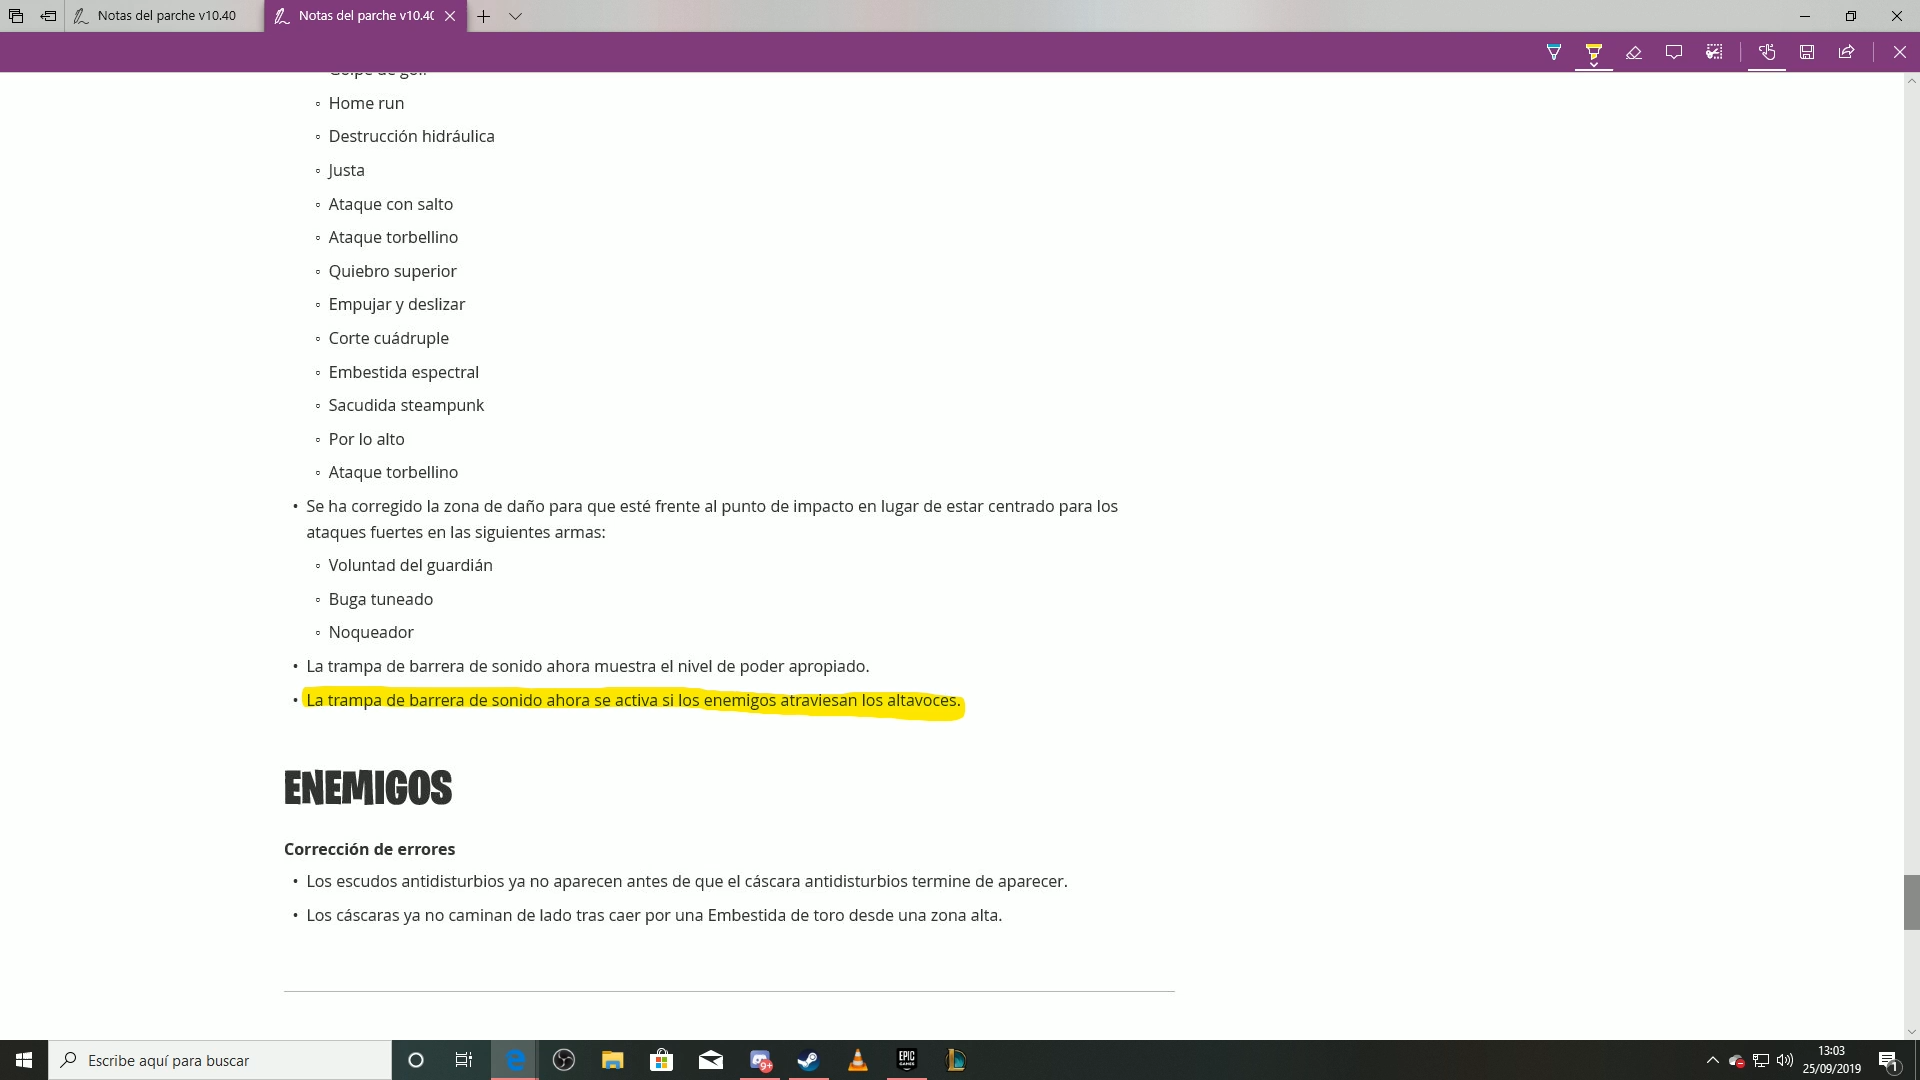 Notas del parche v10.40
Notas del parche v10.40
Golpe de golf
◦ Home run
◦ Destrucción hidráulica
◦ Justa
◦ Ataque con salto
◦ Ataque torbellino
◦ Quiebro superior
◦ Empujar y deslizar
◦ Corte cuádruple
◦ Embestida espectral
◦ Sacudida steampunk
◦ Por lo alto
◦ Ataque torbellino
• Se ha corregido la zona de daño para que esté frente al punto de impacto en lugar de estar centrado para los
ataques fuertes en las siguientes armas:
◦ Voluntad del guardián
◦ Buga tuneado
◦ Noqueador
• La trampa de barrera de sonido ahora muestra el nivel de poder apropiado.
• La trampa de barrera de sonido ahora se activa si los enemigos atraviesan los altavoces.
ENEMIGOS
Corrección de errores
• Los escudos antidisturbios ya no aparecen antes de que el cáscara antidisturbios termine de aparecer.
• Los cáscaras ya no caminan de lado tras caer por una Embestida de toro desde una zona alta.
Escribe aquí para buscar
9+
EPIC
GAMES
13:03
25/09/2019
1